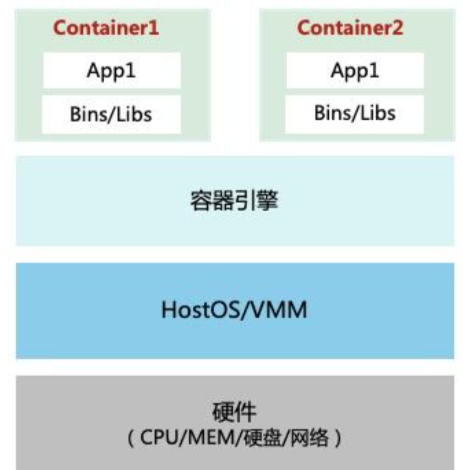 Container1
Container2
App1
App1
Bins/Libs
Bins/Libs
容器引擎
HostOS/VMM
硬件
（CPU/MEM/硬盘/网络）